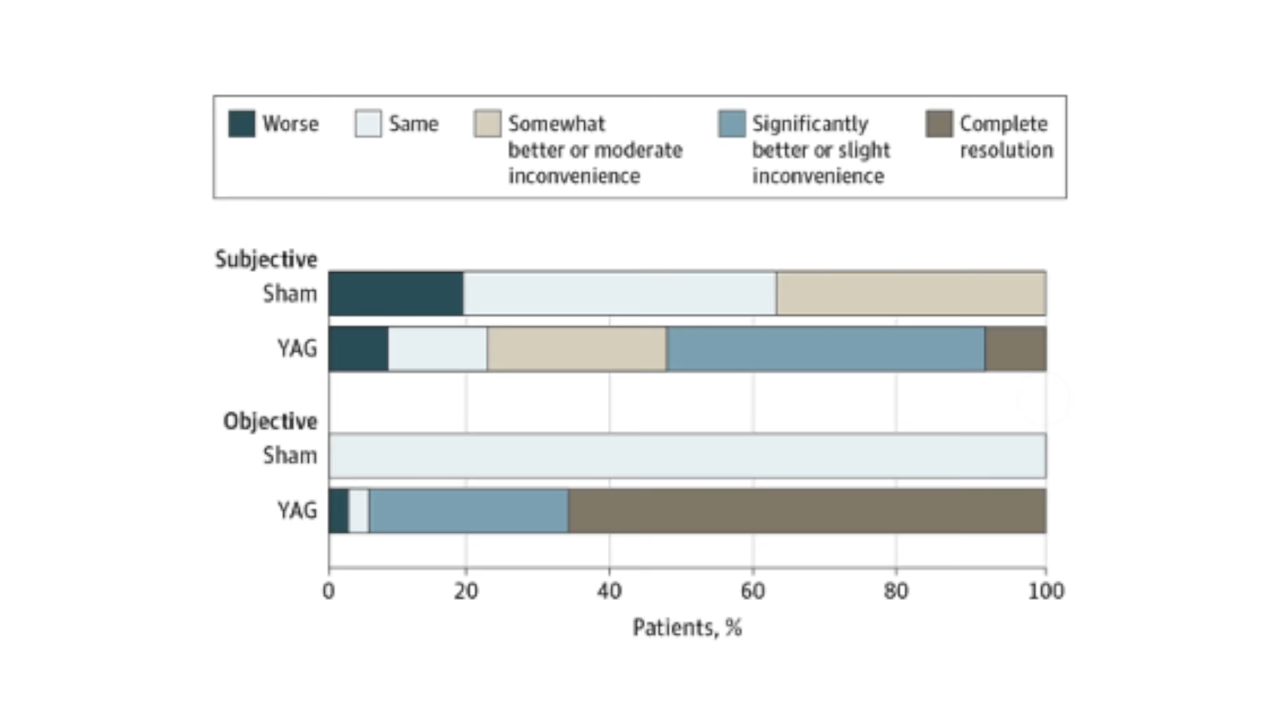 Worse
Same
Somewhat
better or moderate
inconvenience
Significantly
better or slight
inconvenience
Complete
resolution
Subjective
Sham
YAG
Objective
Sham
YAG
0 20 40 60 80 100
Patients, %